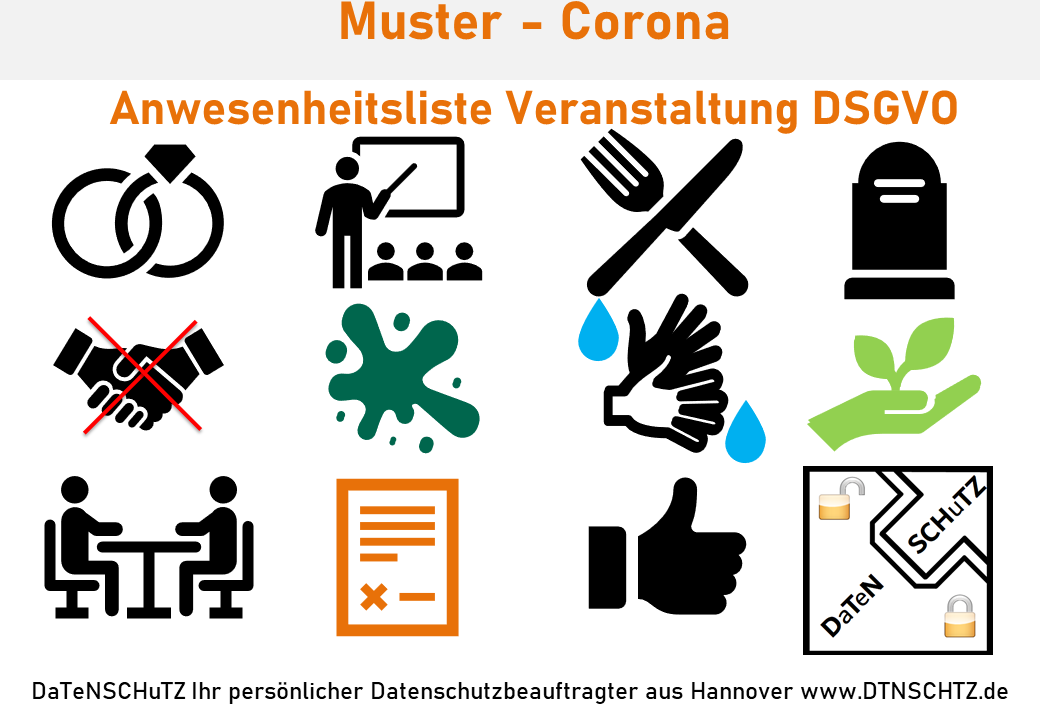 Muster - Corona
Anwesenheitsliste Veranstaltung DSGVO
SCHuTZ
DaTeN
DaTeNSCHuTZ Ihr persönlicher Datenschutzbeauftragter aus Hannover www.DTNSCHTZ.de